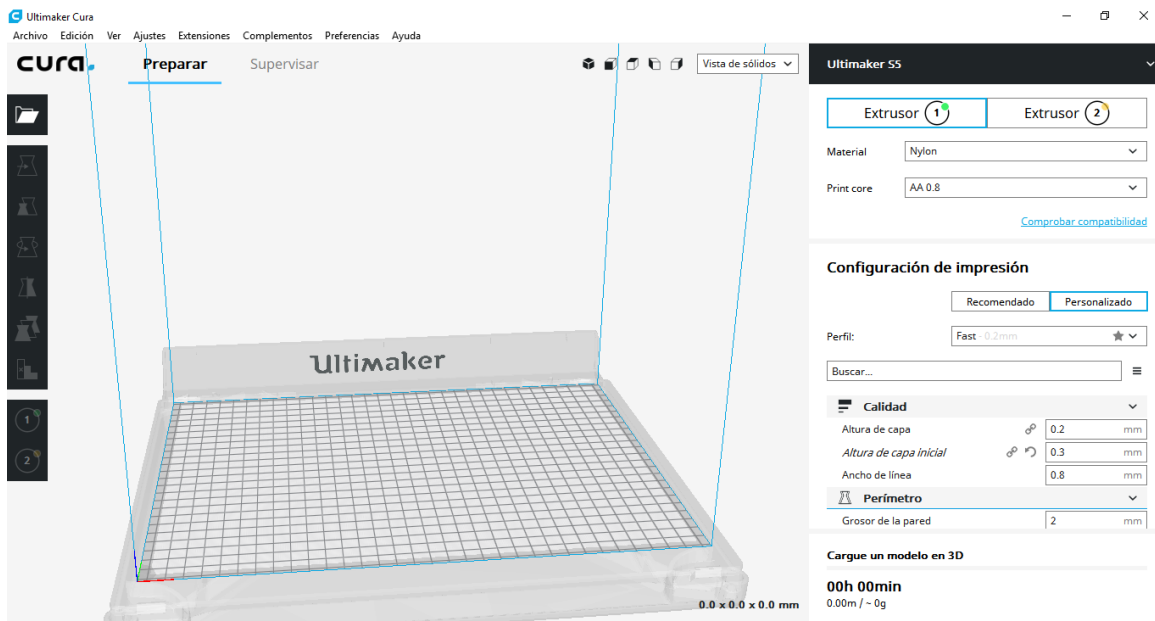 Ultimaker Cura
Archivo Edición Ver Ajustes Extensiones Complementos Preferencias Ayuda
cura. Preparar Supervisar Vista de sólidos
Ultimaker S5
Extrusor 1 Extrusor 2
Material Nylon
Print core AA 0.8
Comprobar compatibilidad
Configuración de impresión
Recomendado Personalizado
Perfil: Fast - 0.2mm
Buscar...
Calidad
Altura de capa 0.2 mm
Altura de capa inicial 0.3 mm
Ancho de línea 0.8 mm
Perímetro
Grosor de la pared 2 mm
Cargue un modelo en 3D
00h 00min
0.00m / ~ 0g
1
2
Ultimaker
0.0 x 0.0 x 0.0 mm